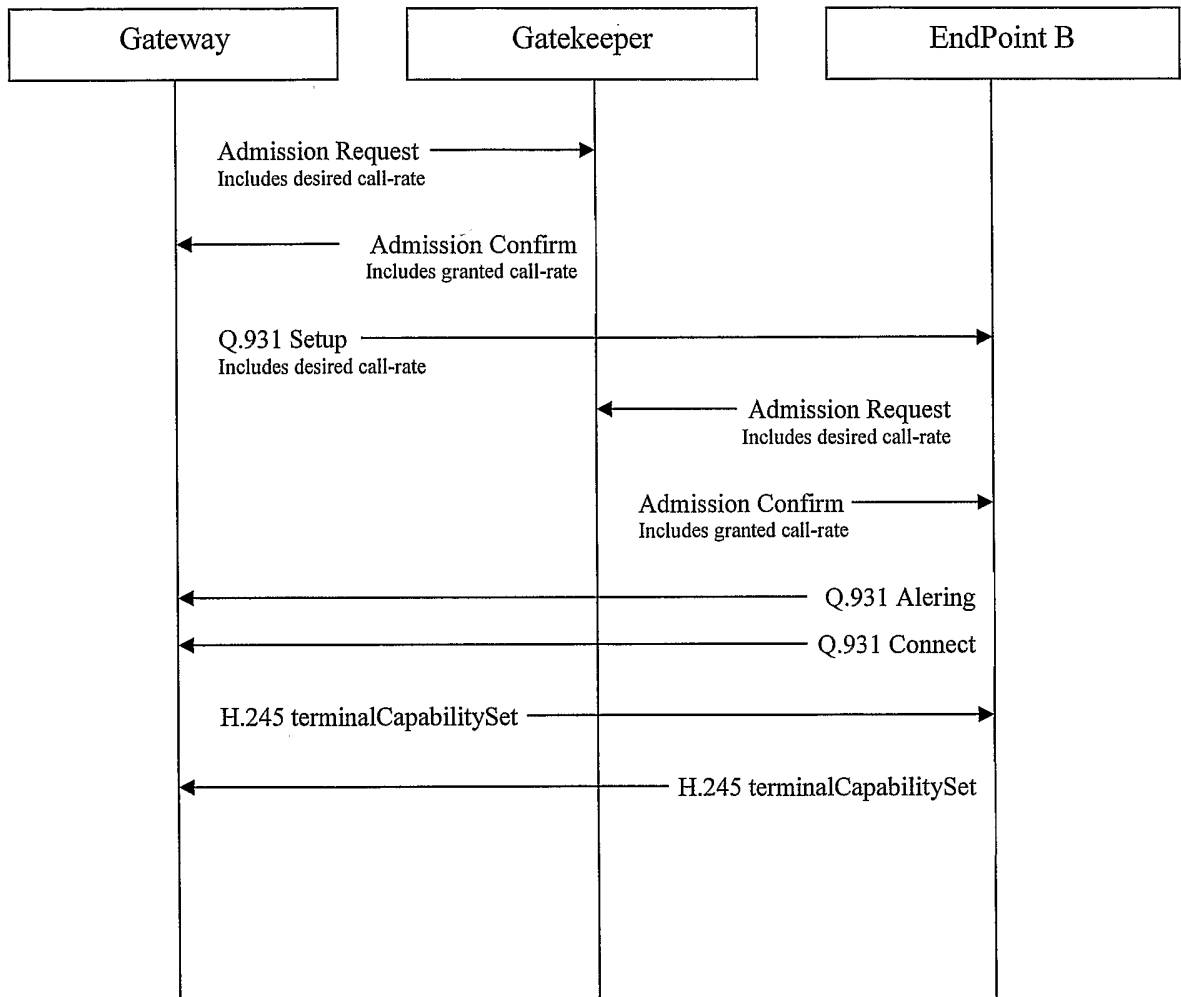 Gateway
Gatekeeper
EndPoint B
Admission Request
Includes desired call-rate
Admission Confirm
Includes granted call-rate
Q.931 Setup
Includes desired call-rate
Admission Request
Includes desired call-rate
Admission Confirm
Includes granted call-rate
Q.931 Alering
Q.931 Connect
H.245 terminalCapabilitySet
H.245 terminalCapabilitySet